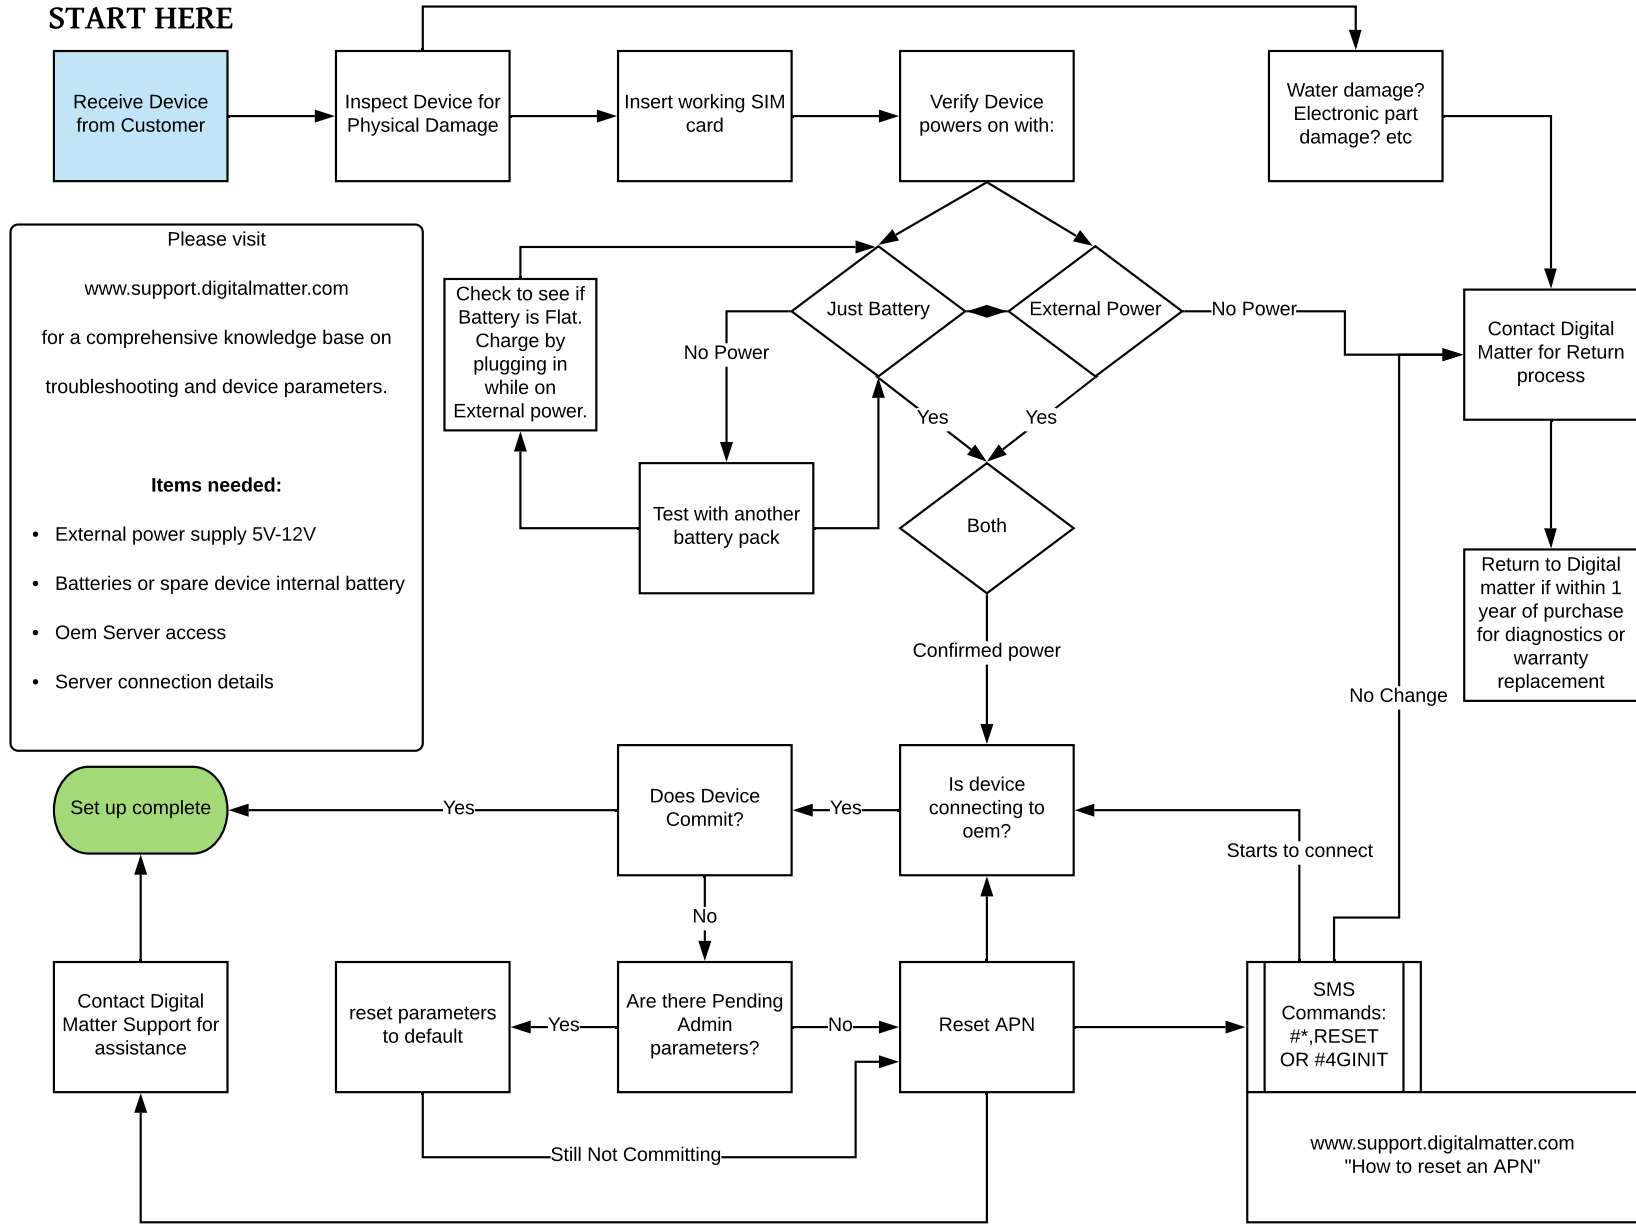 START HERE
Receive Device
from Customer
Inspect Device for
Physical Damage
Insert working SIM
card
Verify Device
powers on with:
Water damage?
Electronic part
damage? etc
Please visit
www.support.digitalmatter.com
for a comprehensive knowledge base on
troubleshooting and device parameters.
Items needed:
• External power supply 5V-12V
• Batteries or spare device internal battery
• Oem Server access
• Server connection details
Check to see if
Battery is Flat.
Charge by
plugging in
while on
External power.
No Power
Just Battery
External Power
No Power
Contact Digital
Matter for Return
process
Yes
Yes
Test with another
battery pack
Both
Return to Digital
matter if within 1
year of purchase
for diagnostics or
warranty
replacement
Confirmed power
No Change
Set up complete
Yes
Does Device
Commit?
Yes
Is device
connecting to
oem?
Starts to connect
No
Contact Digital
Matter Support for
assistance
reset parameters
to default
Yes
Are there Pending
Admin
parameters?
No
Reset APN
SMS
Commands:
#*,RESET
OR #4GINIT
Still Not Committing
www.support.digitalmatter.com
"How to reset an APN"